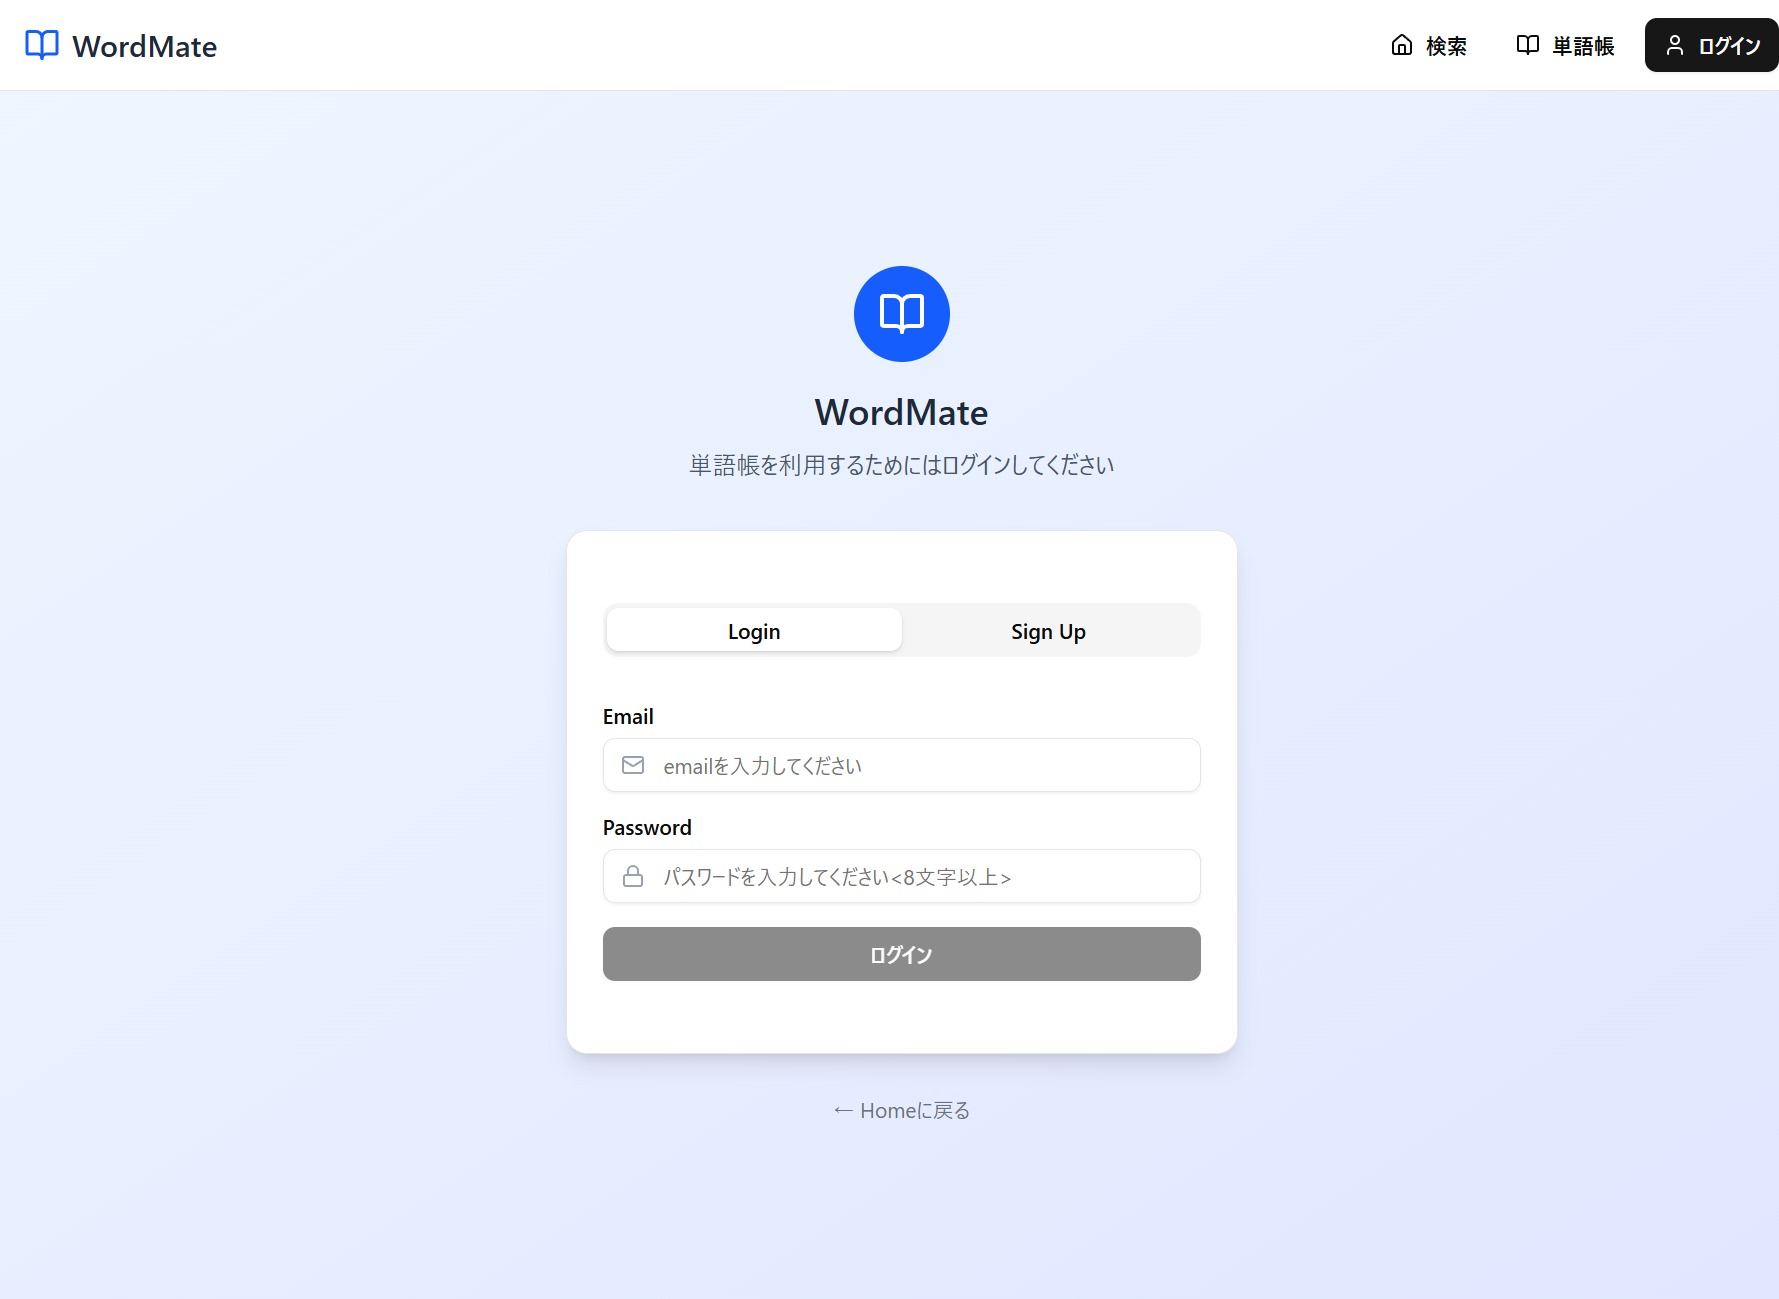 WordMate
検索
単語帳
ログイン
WordMate
単語帳を利用するためにはログインしてください
Login
Sign Up
Email
emailを入力してください
Password
パスワードを入力してください<8文字以上>
ログイン
← Homeに戻る